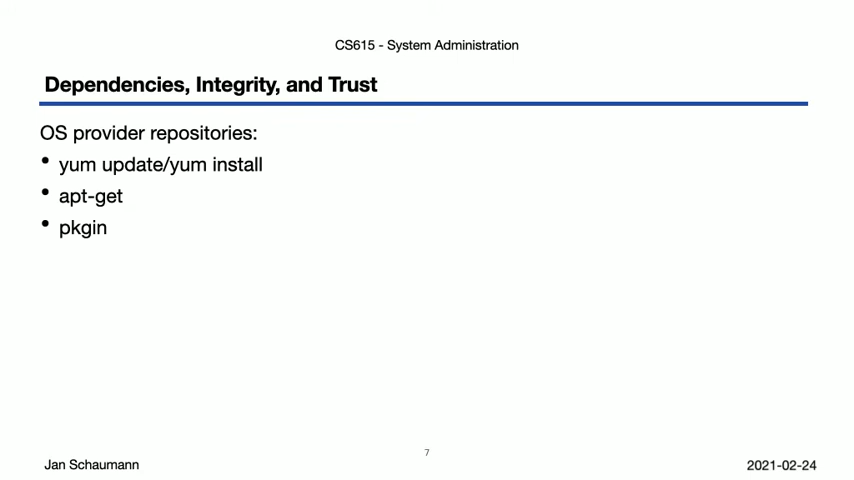 CS615 - System Administration
Dependencies, Integrity, and Trust
OS provider repositories:
• yum update/yum install
• apt-get
• pkgin
7
Jan Schaumann
2021-02-24